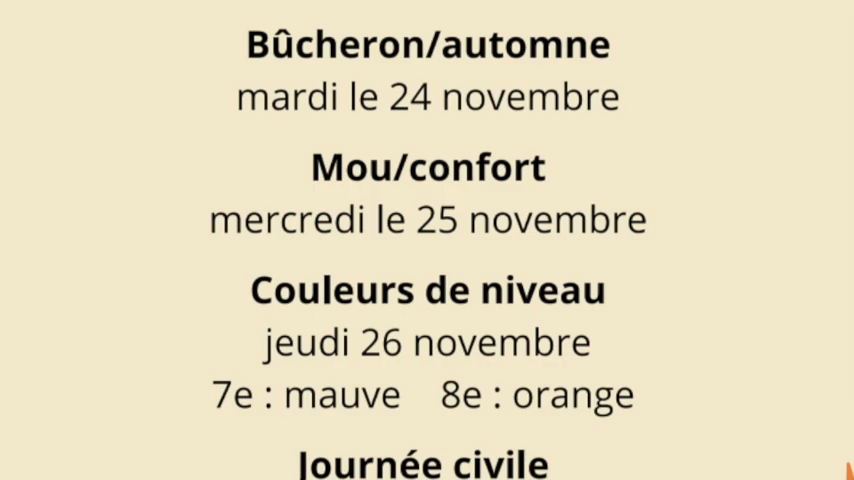 Bûcheron/automne
mardi le 24 novembre
Mou/confort
mercredi le 25 novembre
Couleurs de niveau
jeudi 26 novembre
7e : mauve 8e : orange
Journée civile